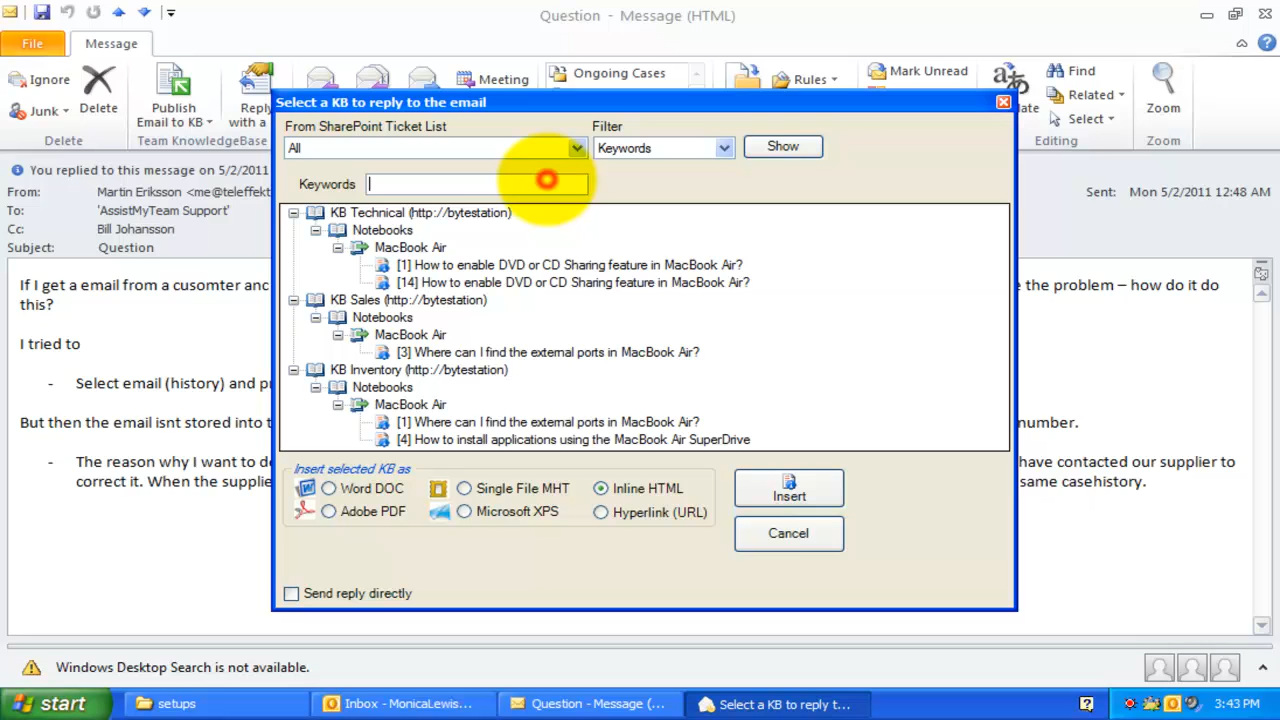 Question - Message (HTML)
File
Message
Ignore
Junk
Delete
Delete
Publish
Email to KB
Reply
with a
Team KnowledgeBase
Meeting
Ongoing Cases
Rules
Mark Unread
Find
Related
Select
Editing
Zoom
Zoom
You replied to this message on 5/2/2011
From: Martin Eriksson <me@teleffekt
Sent: Mon 5/2/2011 12:48 AM
To: 'AssistMyTeam Support'
Cc: Bill Johansson
Subject: Question
If I get a email from a cusomter and
e the problem – how do it do
this?
I tried to
- Select email (history) and pr
But then the email isnt stored into t
number.
- The reason why I want to de
have contacted our supplier to
correct it. When the supplie
same casehistory.
Select a KB to reply to the email
From SharePoint Ticket List
Filter
All
Keywords
Show
Keywords
KB Technical (http://bytestation)
Notebooks
MacBook Air
[1] How to enable DVD or CD Sharing feature in MacBook Air?
[14] How to enable DVD or CD Sharing feature in MacBook Air?
KB Sales (http://bytestation)
Notebooks
MacBook Air
[3] Where can I find the external ports in MacBook Air?
KB Inventory (http://bytestation)
Notebooks
MacBook Air
[1] Where can I find the external ports in MacBook Air?
[4] How to install applications using the MacBook Air SuperDrive
Insert selected KB as
Word DOC
Single File MHT
Inline HTML
Adobe PDF
Microsoft XPS
Hyperlink (URL)
Insert
Cancel
Send reply directly
Windows Desktop Search is not available.
start
setups
Inbox - MonicaLewis...
Question - Message (...
Select a KB to reply t...
3:43 PM